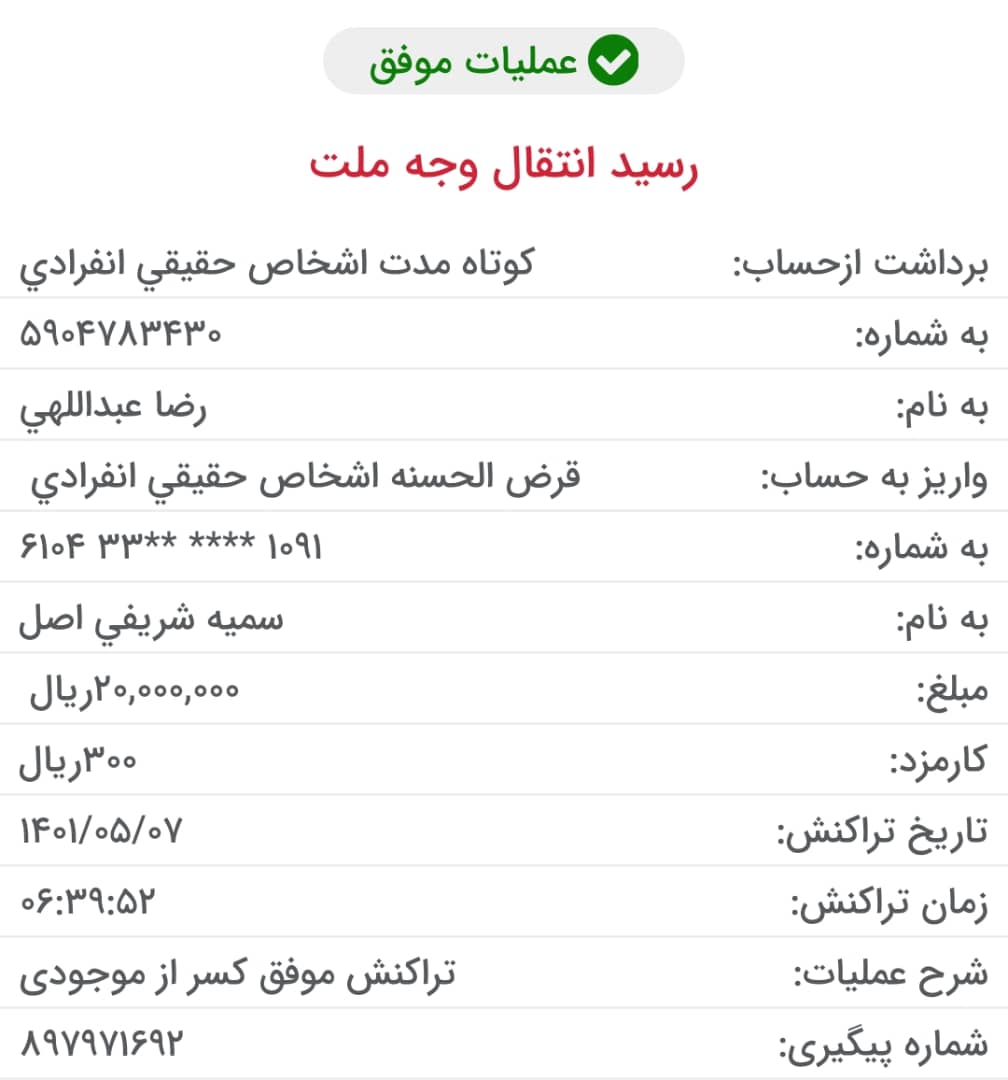 عملیات موفق
رسید انتقال وجه ملت
برداشت ازحساب: کوتاه مدت اشخاص حقيقي انفرادي
به شماره: ۵۹۰۴۷۸۳۴۳۰
به نام: رضا عبداللهي
واریز به حساب: قرض الحسنه اشخاص حقيقي انفرادي
به شماره: ۶۱۰۴ ۳۳** **** ۱۰۹۱
به نام: سميه شريفي اصل
مبلغ: ۲۰,۰۰۰,۰۰۰ریال
کارمزد: ۳۰۰ریال
تاریخ تراکنش: ۱۴۰۱/۰۵/۰۷
زمان تراکنش: ۰۶:۳۹:۵۲
شرح عملیات: تراکنش موفق کسر از موجودی
شماره پیگیری: ۸۹۷۹۷۱۶۹۲